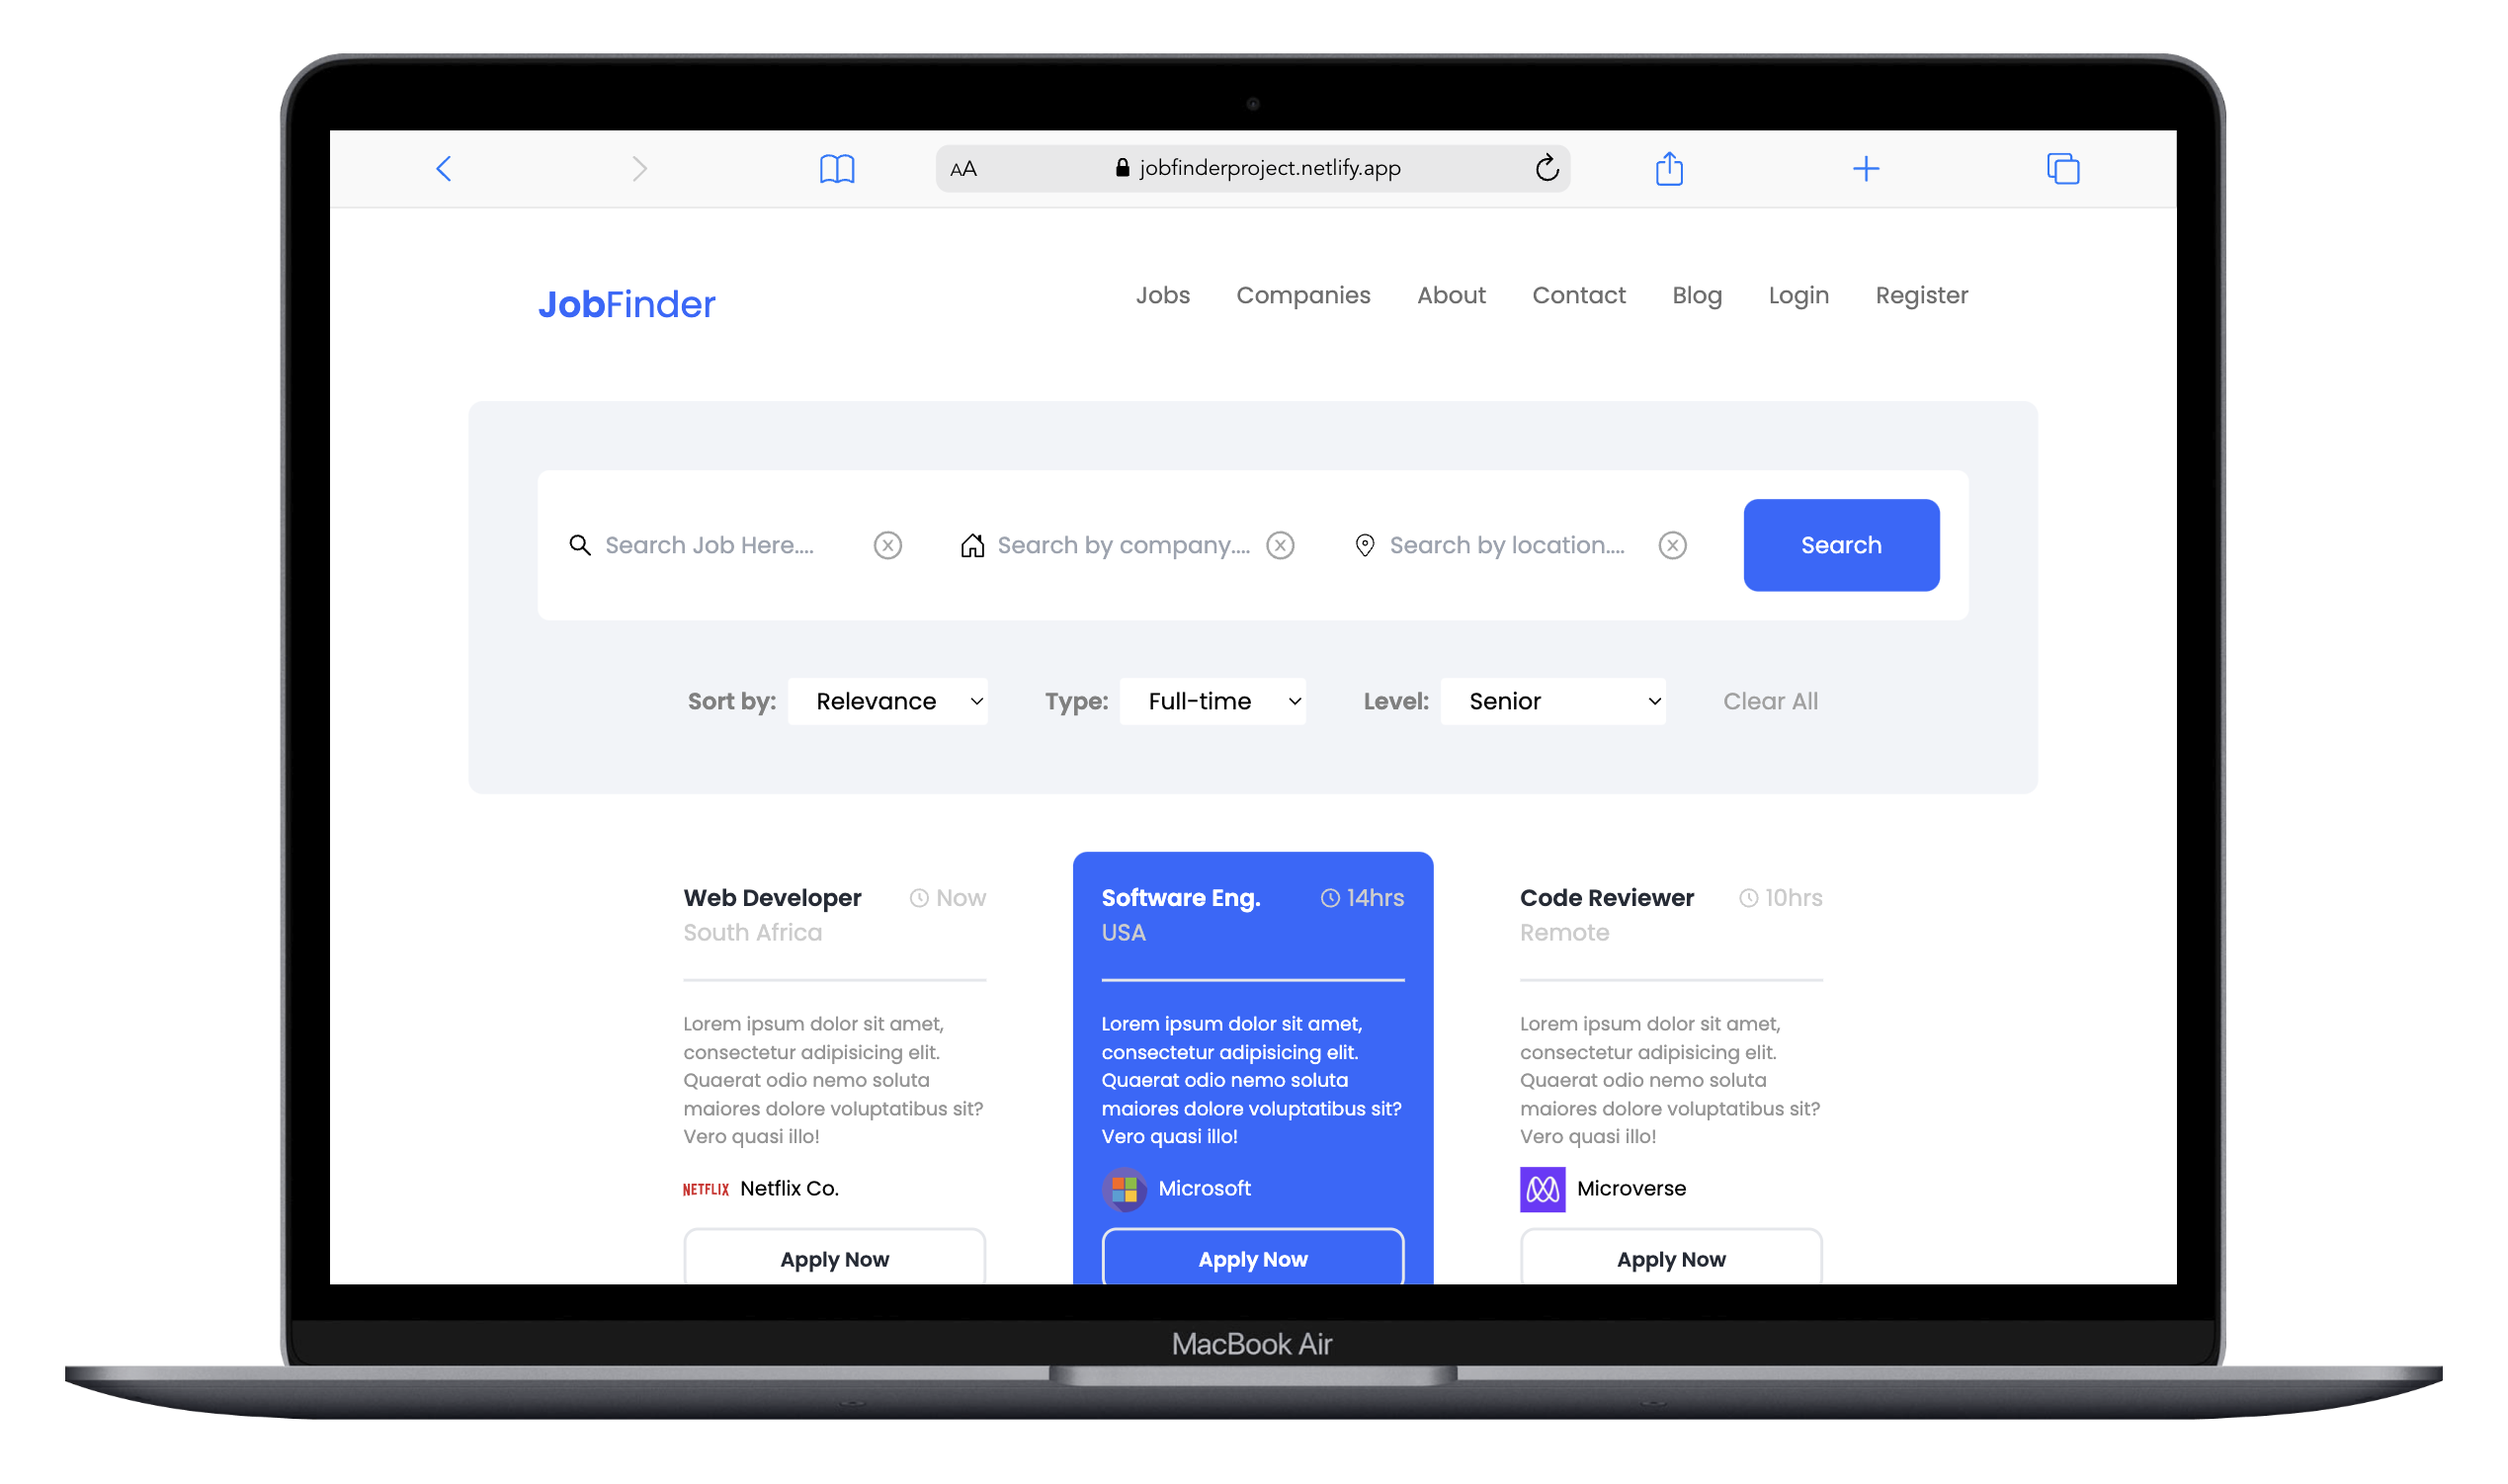 AA jobfinderproject.netlify.app
JobFinder Jobs Companies About Contact Blog Login Register
Search Job Here.... Search by company.... Search by location.... Search
Sort by: Relevance Type: Full-time Level: Senior Clear All
Web Developer Now
South Africa
Lorem ipsum dolor sit amet,
consectetur adipisicing elit.
Quaerat odio nemo soluta
maiores dolore voluptatibus sit?
Vero quasi illo!
NETFLIX Netflix Co.
Apply Now
Software Eng. 14hrs
USA
Lorem ipsum dolor sit amet,
consectetur adipisicing elit.
Quaerat odio nemo soluta
maiores dolore voluptatibus sit?
Vero quasi illo!
Microsoft
Apply Now
Code Reviewer 10hrs
Remote
Lorem ipsum dolor sit amet,
consectetur adipisicing elit.
Quaerat odio nemo soluta
maiores dolore voluptatibus sit?
Vero quasi illo!
Microverse
Apply Now
MacBook Air